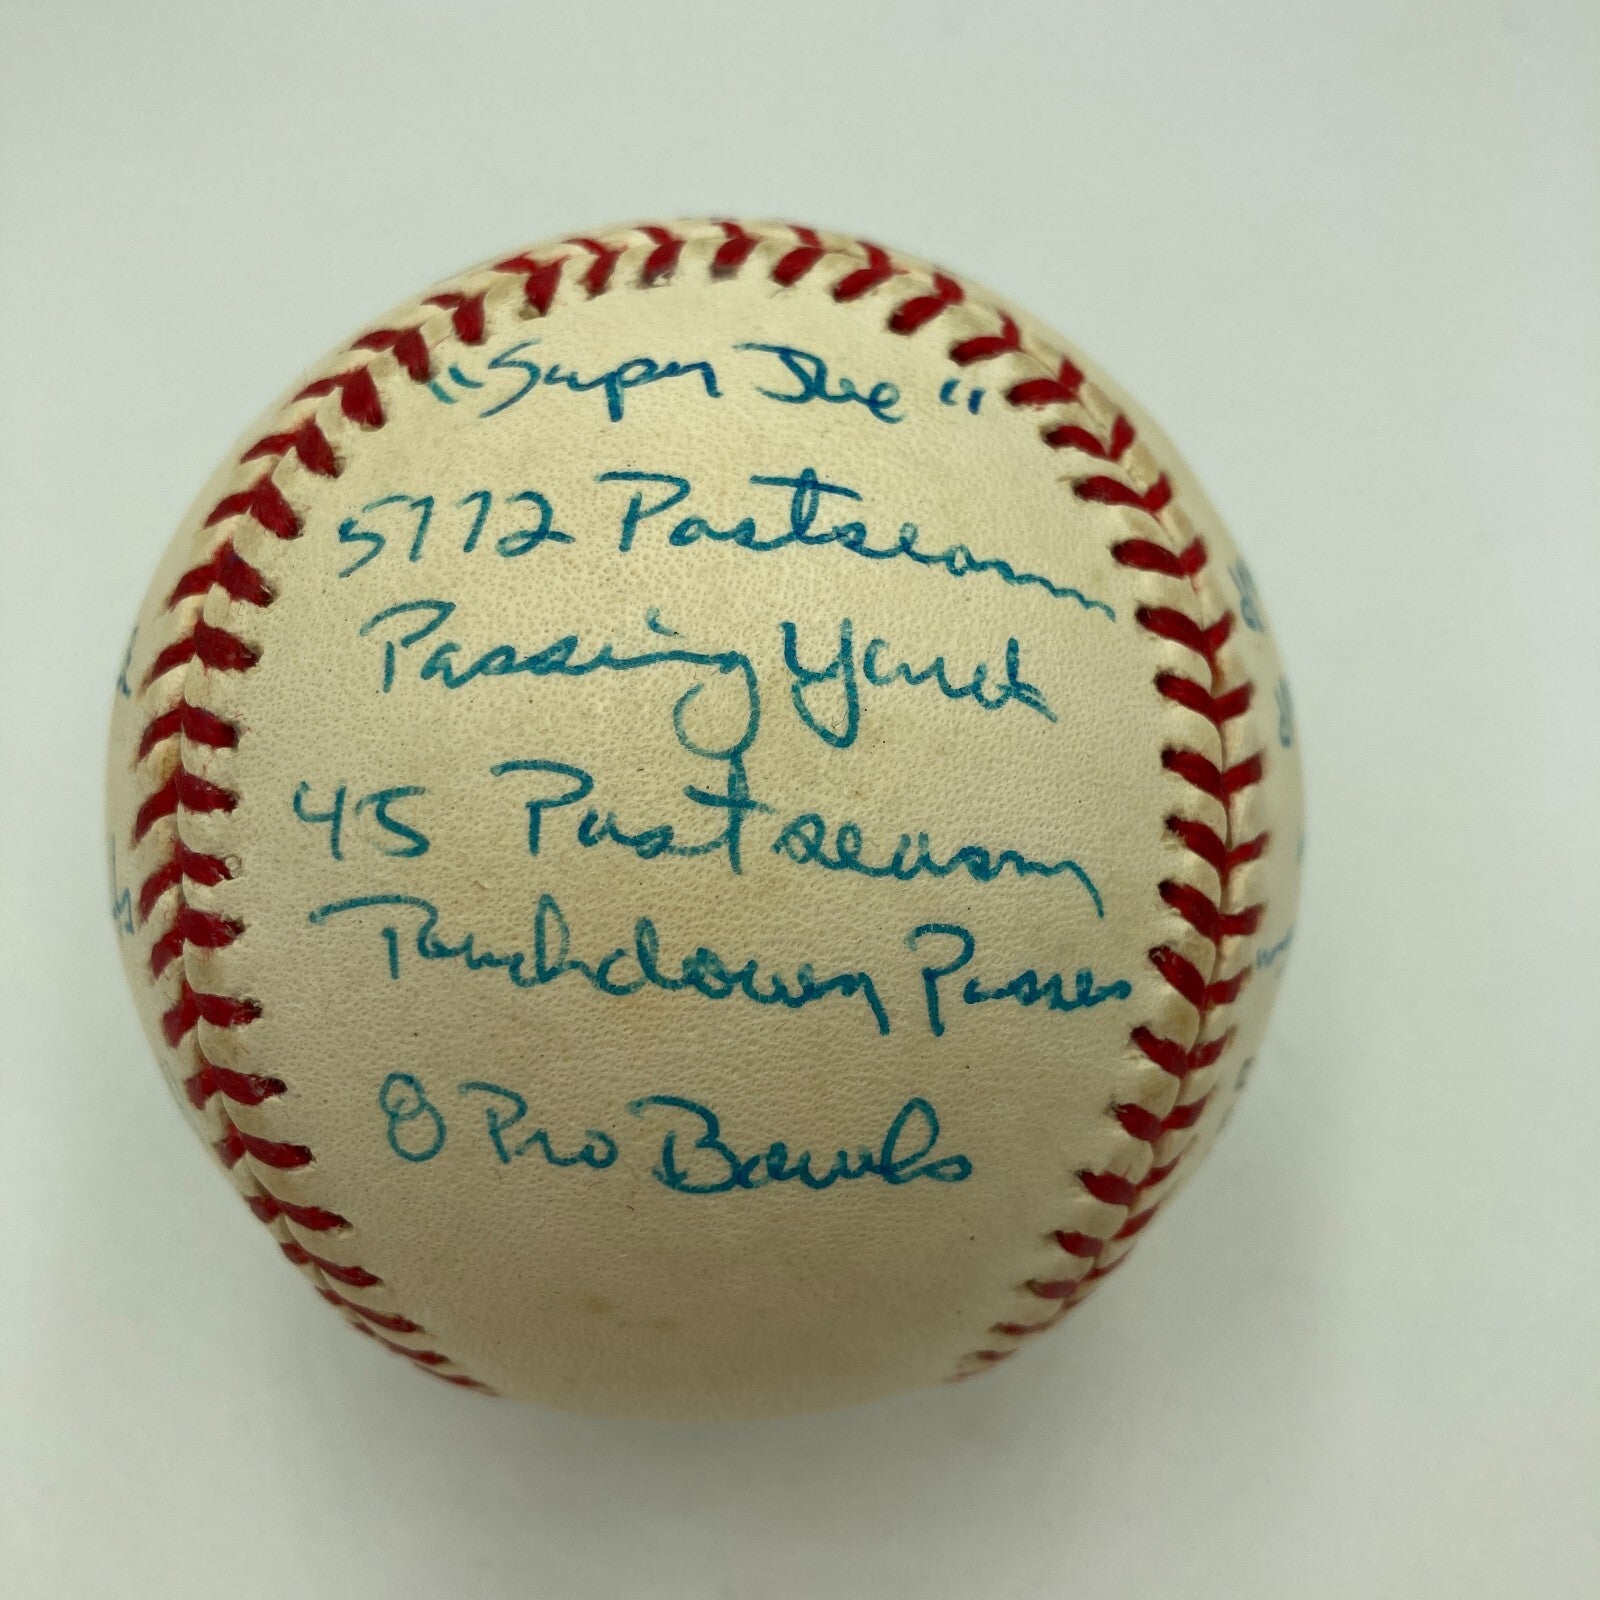 "Super Joe"
5772 Postseason
Passing Yards
45 Postseason
Touchdown Passes
8 Pro Bowls